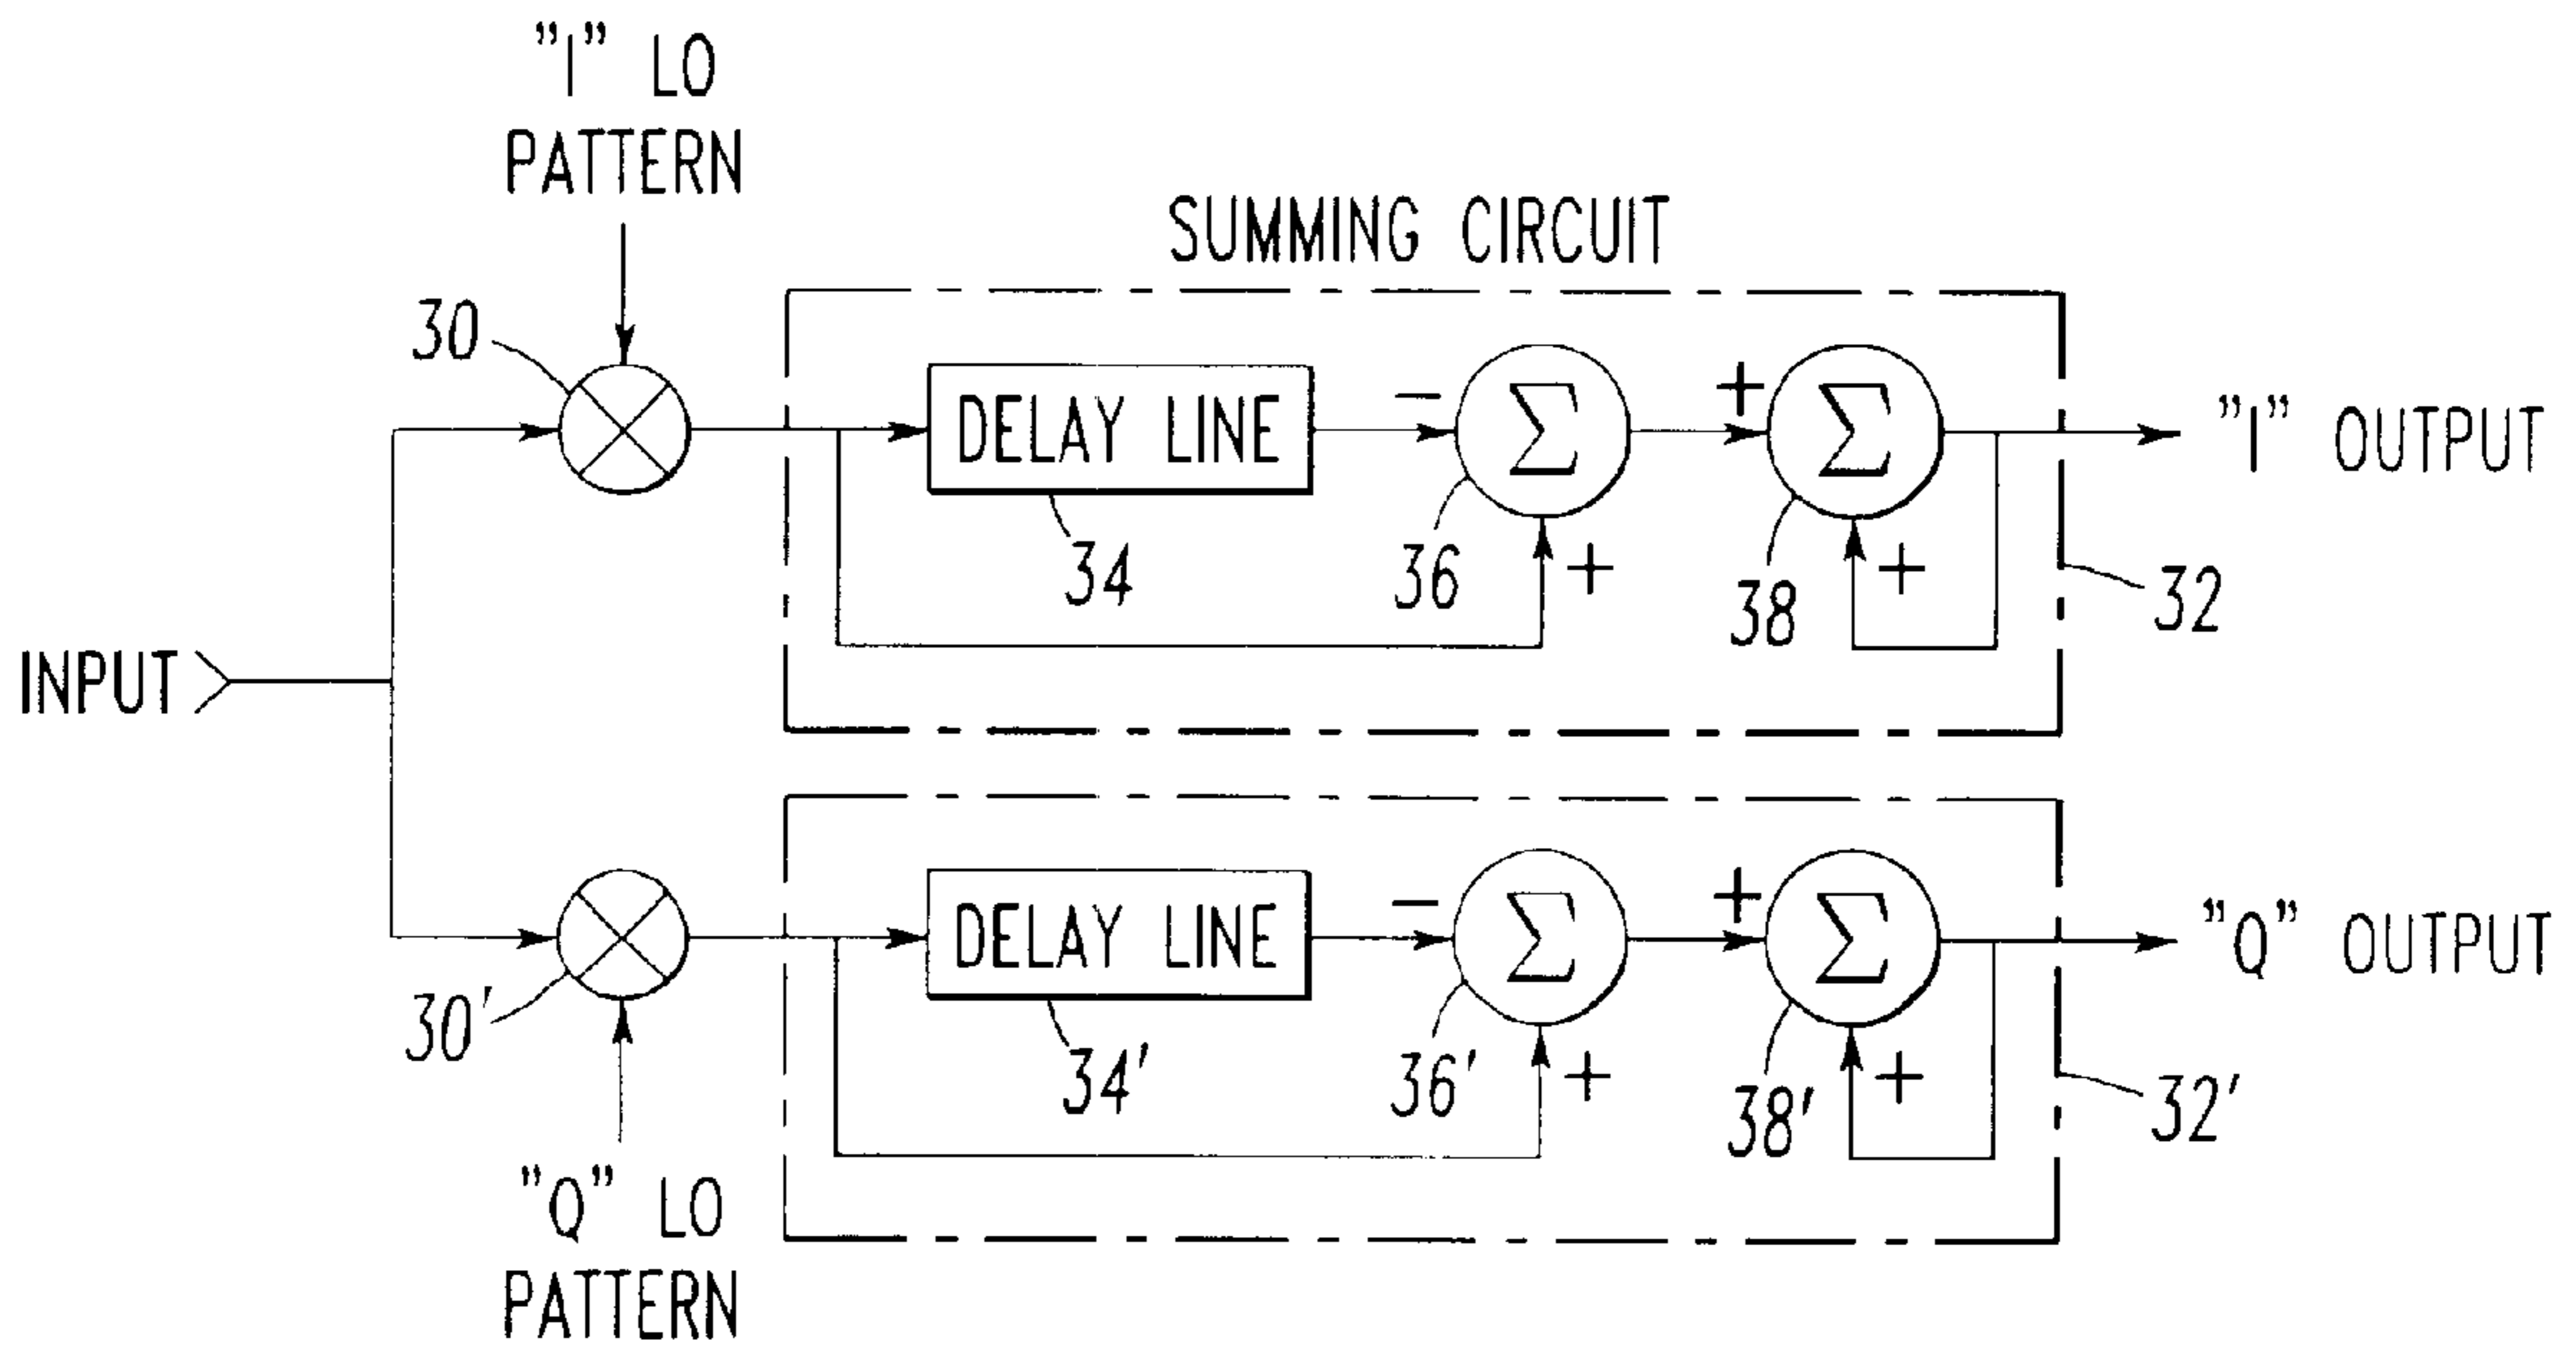 "I" LO
PATTERN
SUMMING CIRCUIT
30
DELAY LINE
−
Σ
+
Σ
"I" OUTPUT
34
36
+
38
+
32
INPUT
DELAY LINE
−
Σ
+
Σ
"Q" OUTPUT
30'
34'
36'
+
38'
+
32'
"Q" LO
PATTERN